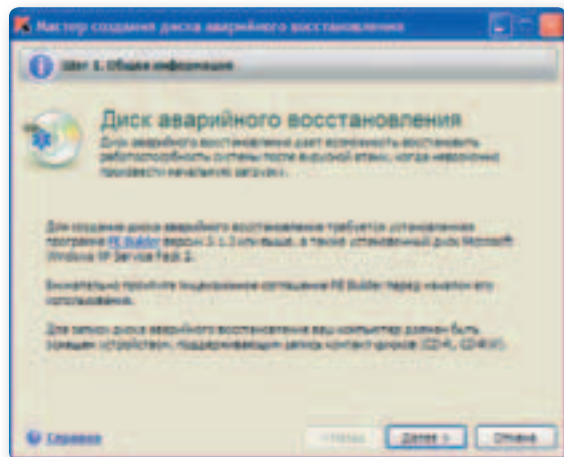 Мастер создания диска аварийного восстановления
Шаг 1. Общая информация
Диск аварийного восстановления
Диск аварийного восстановления дает возможность восстановить
работоспособность системы после вирусной атаки, когда невозможно
произвести начальную загрузку.
Для создания диска аварийного восстановления требуется установленная
программа PE Builder версии 3.1.3 или выше, а также установочный диск Microsoft
Windows XP Service Pack 2.
Внимательно прочтите лицензионное соглашение PE Builder перед началом его
использования.
Для записи диска аварийного восстановления ваш компьютер должен быть
оснащен устройством, поддерживающим запись компакт-дисков (CD-R, CD-RW).
Справка
< Назад
Далее >
Отмена